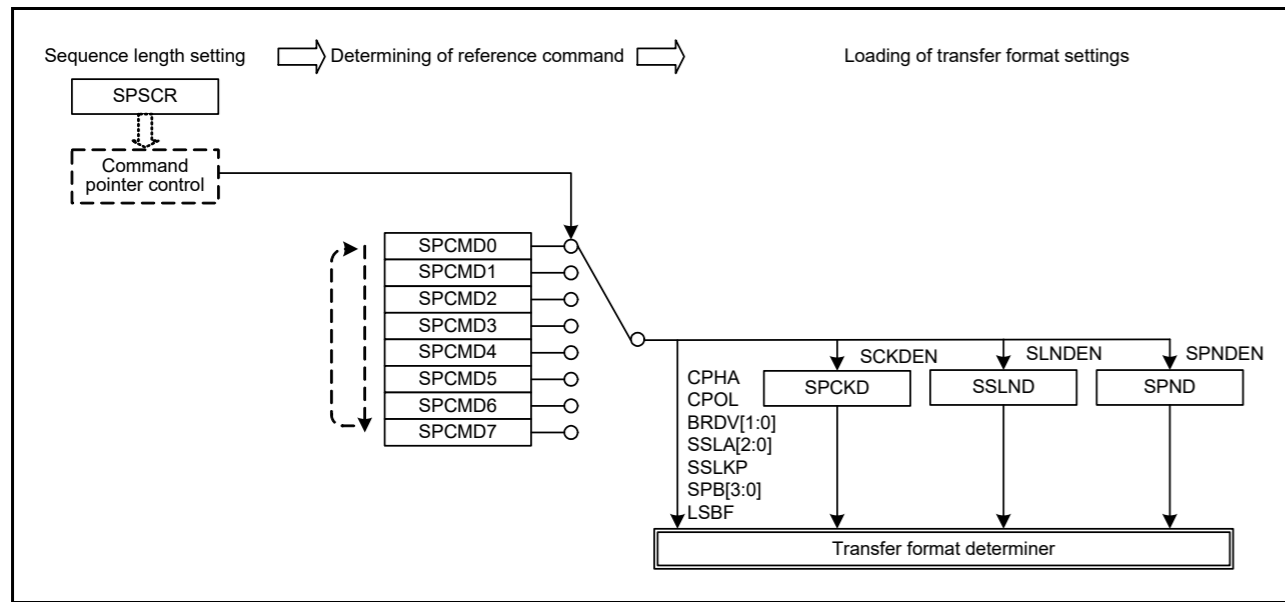 Sequence length setting
Determining of reference command
Loading of transfer format settings
SPSCR
Command
pointer control
SPCMD0
SPCMD1
SPCMD2
SPCMD3
SPCMD4
SPCMD5
SPCMD6
SPCMD7
CPHA
CPOL
BRDV[1:0]
SSLA[2:0]
SSLKP
SPB[3:0]
LSBF
SCKDEN
SPCKD
SLNDEN
SSLND
SPNDEN
SPND
Transfer format determiner